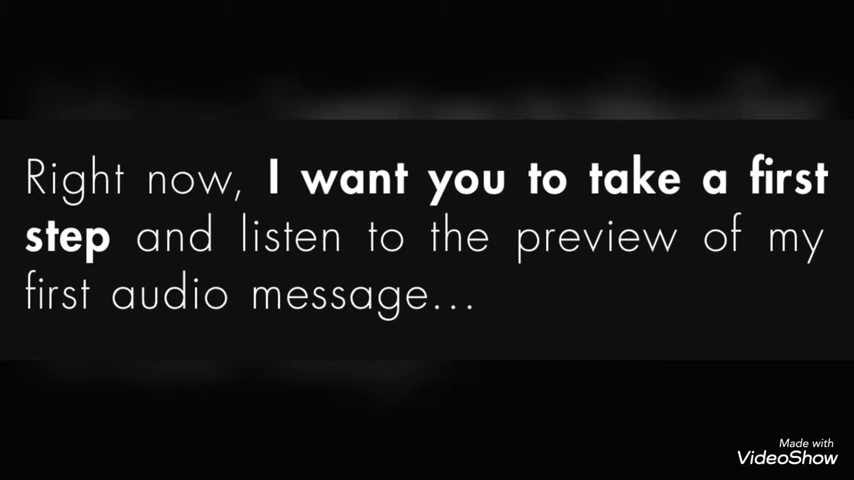 Right now, I want you to take a first
step and listen to the preview of my
first audio message...
Made with
VideoShow